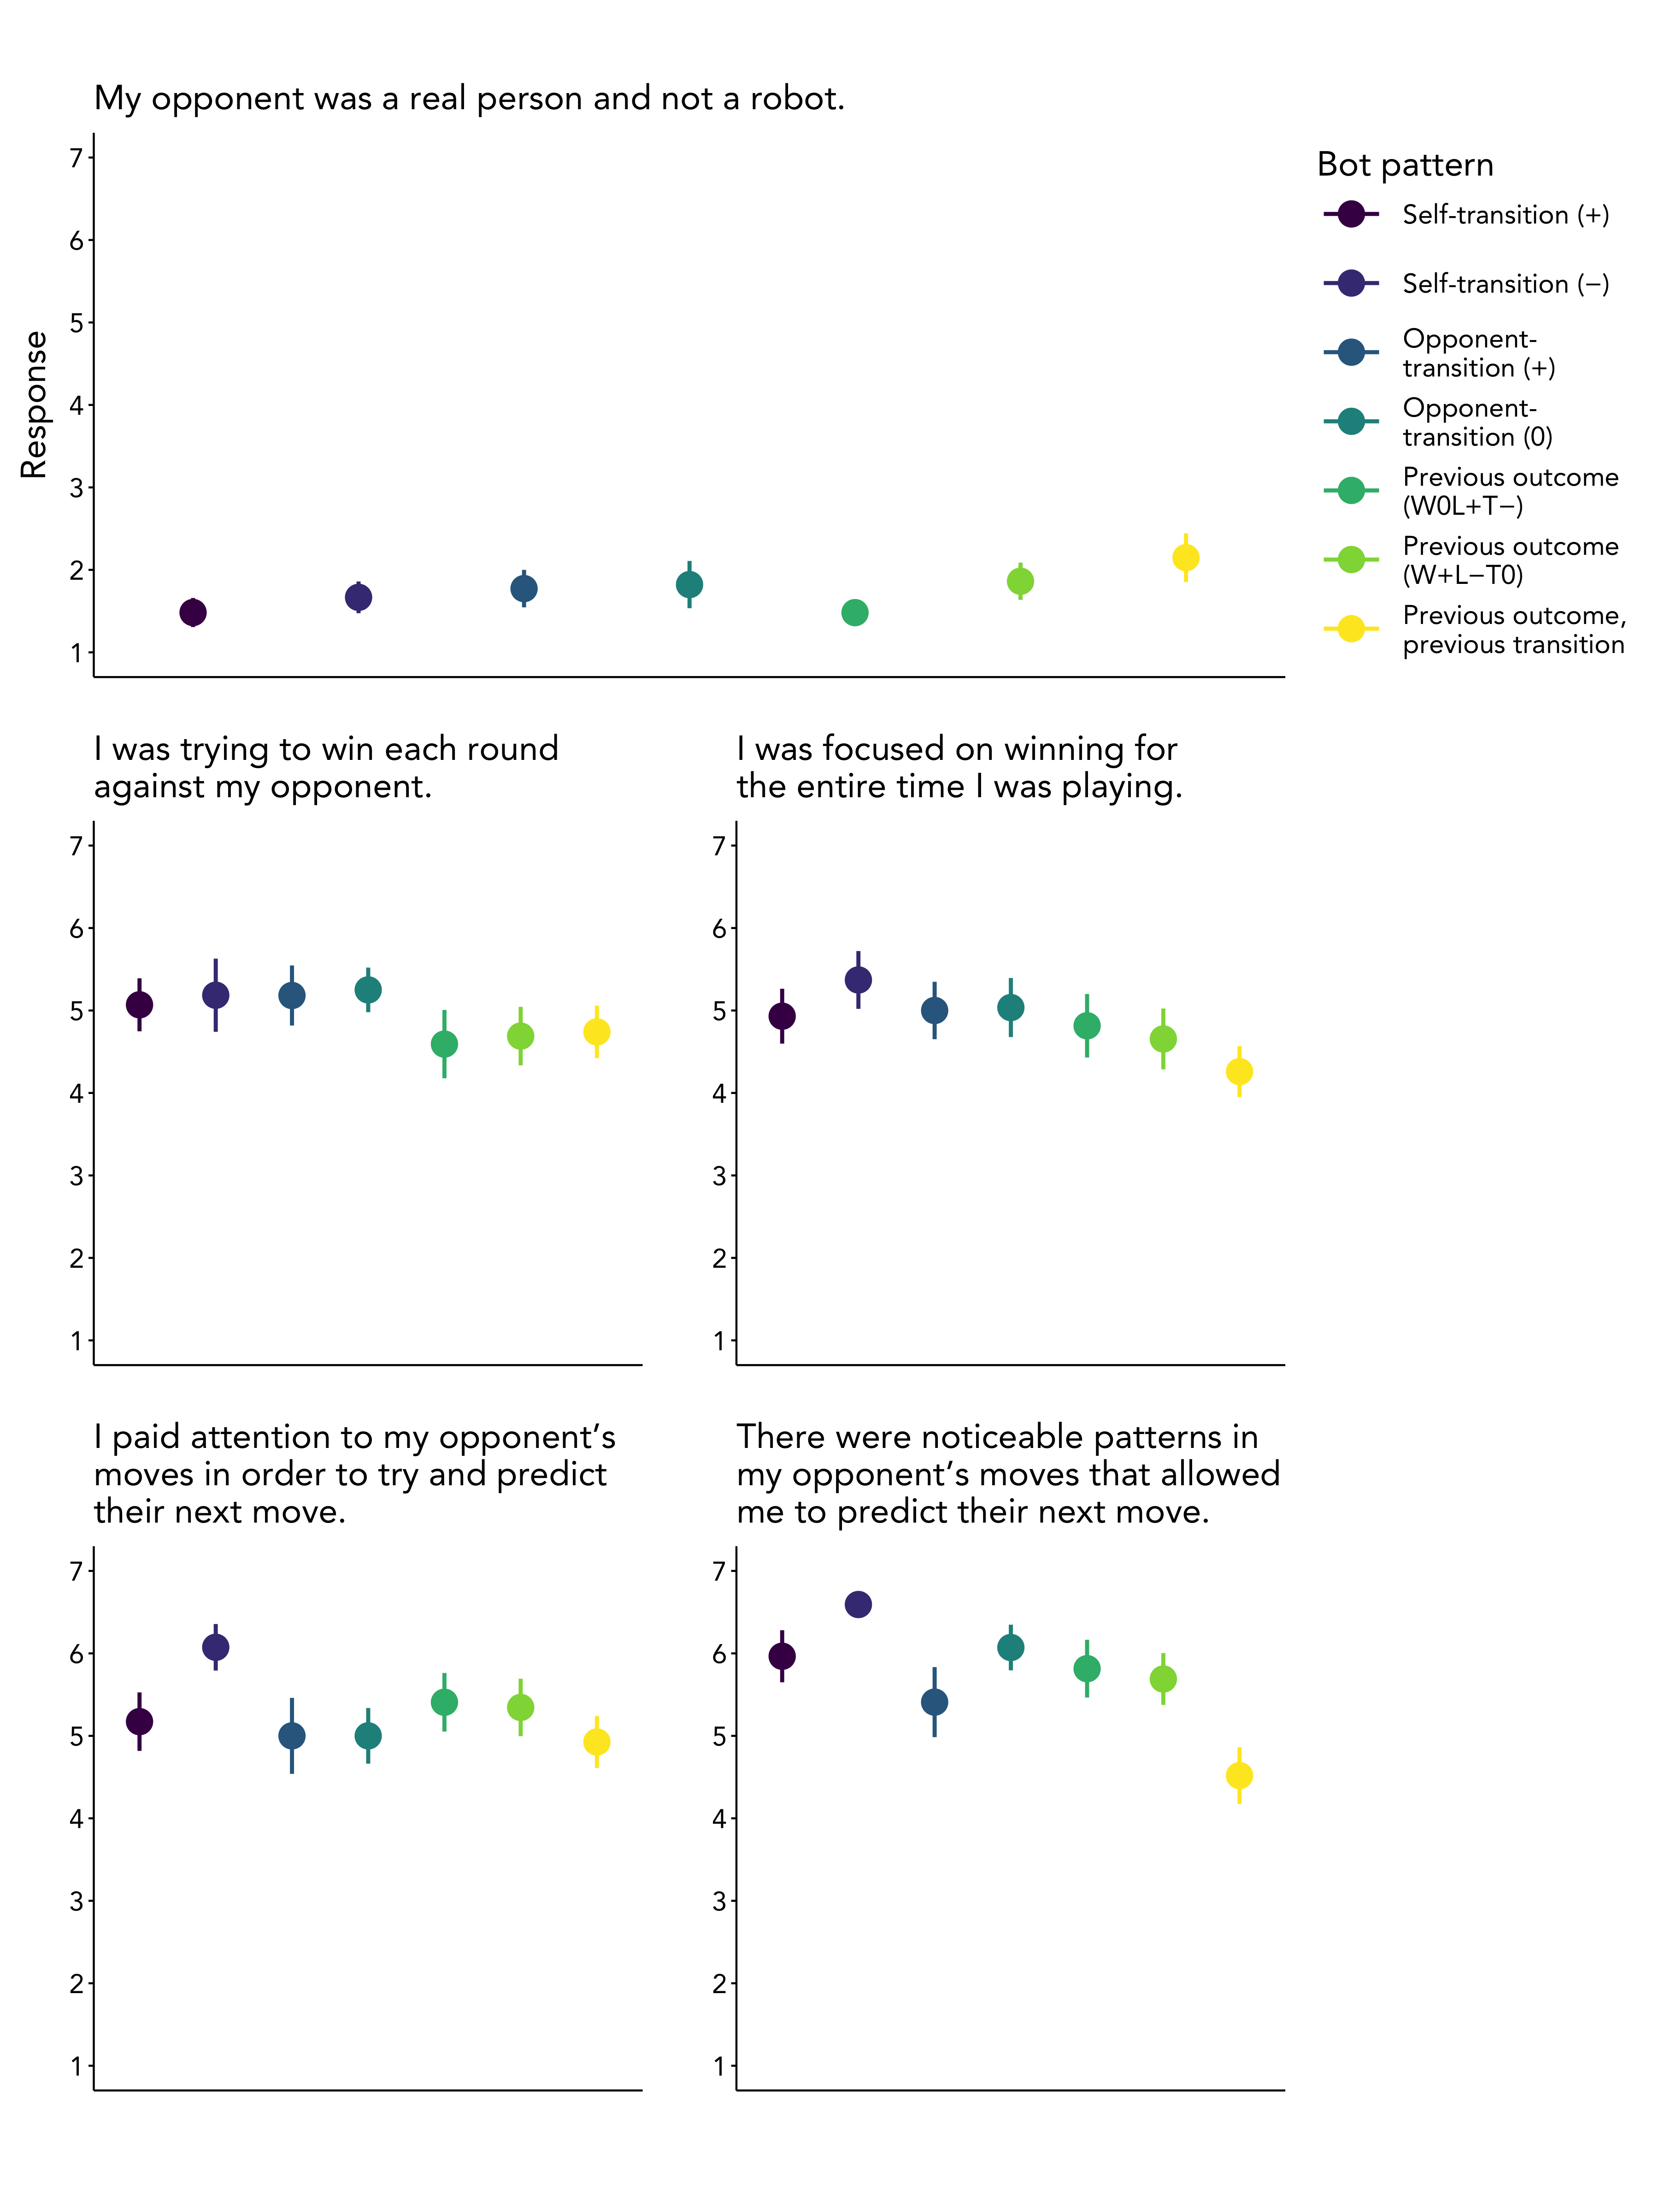 My opponent was a real person and not a robot.
Response
7
6
5
4
3
2
1
Bot pattern
Self-transition (+)
Self-transition (−)
Opponent-
transition (+)
Opponent-
transition (0)
Previous outcome
(W0L+T−)
Previous outcome
(W+L−T0)
Previous outcome,
previous transition
I was trying to win each round
against my opponent.
7
6
5
4
3
2
1
I was focused on winning for
the entire time I was playing.
7
6
5
4
3
2
1
I paid attention to my opponent’s
moves in order to try and predict
their next move.
7
6
5
4
3
2
1
There were noticeable patterns in
my opponent’s moves that allowed
me to predict their next move.
7
6
5
4
3
2
1